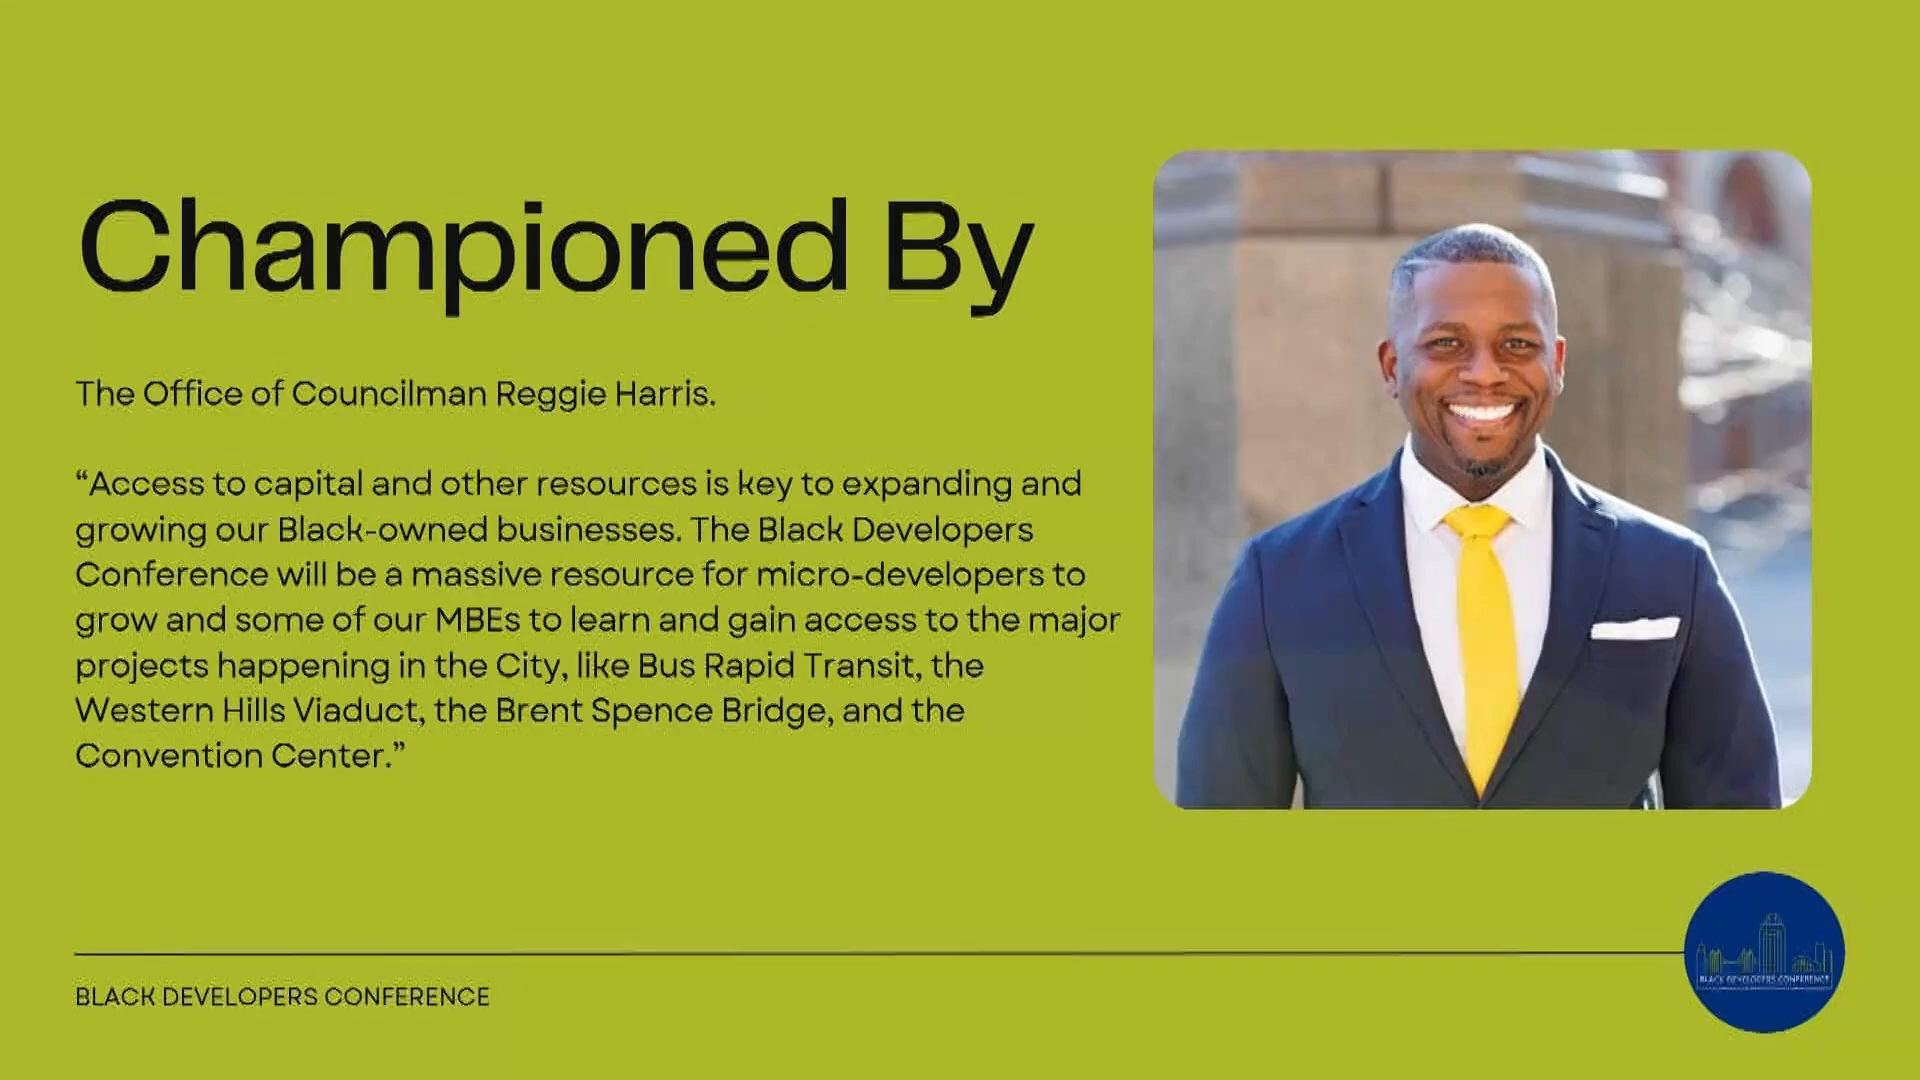 Championed By
The Office of Councilman Reggie Harris.
“Access to capital and other resources is key to expanding and
growing our Black-owned businesses. The Black Developers
Conference will be a massive resource for micro-developers to
grow and some of our MBEs to learn and gain access to the major
projects happening in the City, like Bus Rapid Transit, the
Western Hills Viaduct, the Brent Spence Bridge, and the
Convention Center.”
BLACK DEVELOPERS CONFERENCE
BLACK DEVELOPERS CONFERENCE